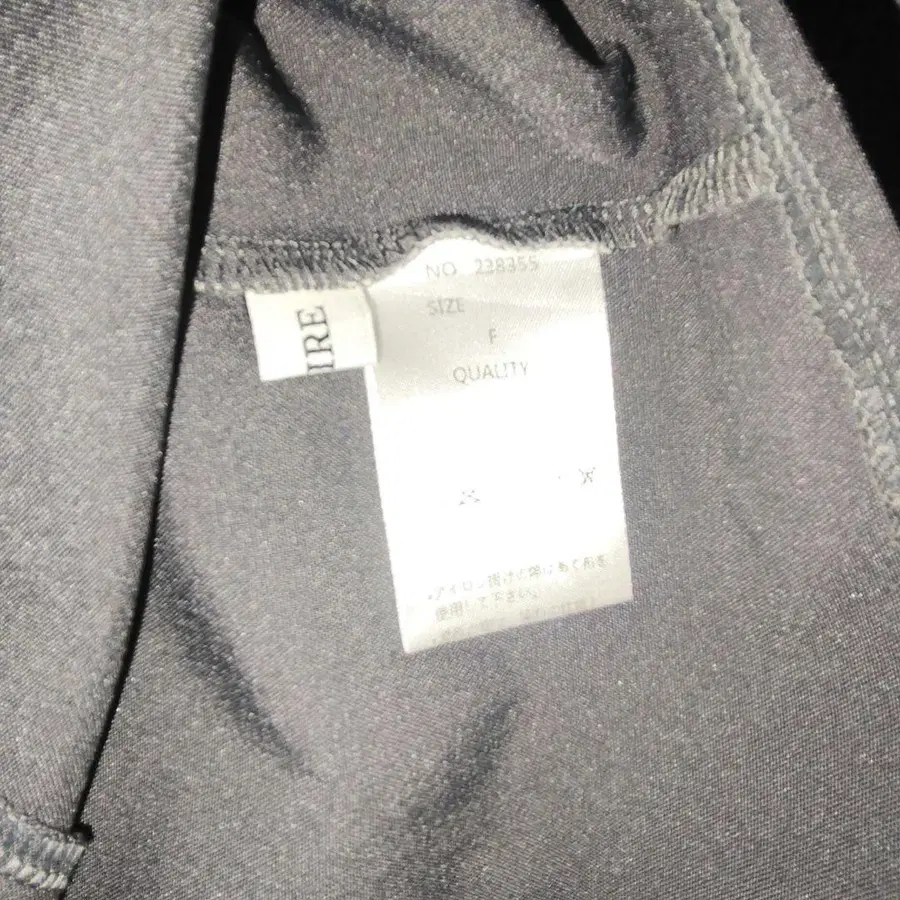 IRE
NO 228355
SIZE
F
QUALITY
•アイロン掛けの際はあて布を
使用して下さい。